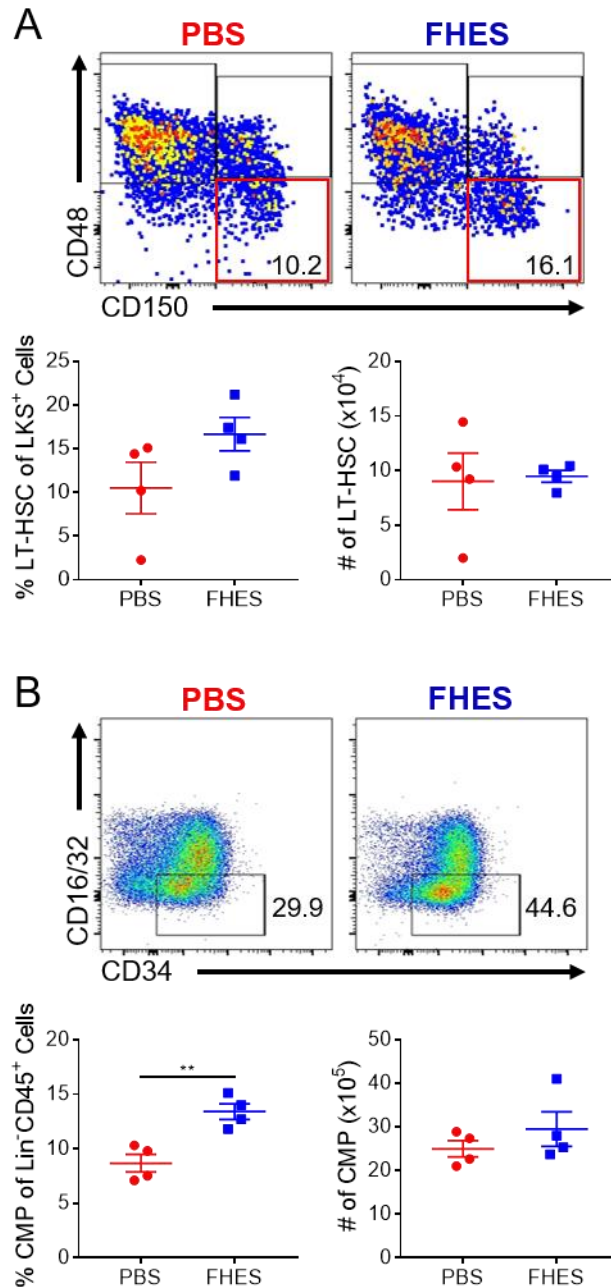 A
PBS FHES
CD48
10.2 16.1
CD150
% LT-HSC of LKS⁺ Cells
25
20
15
10
5
0
PBS FHES
# of LT-HSC (x10⁴)
20
15
10
5
0
PBS FHES
B
PBS FHES
CD16/32
29.9 44.6
CD34
% CMP of Lin⁻CD45⁺ Cells
20
15
10
5
0
**
PBS FHES
# of CMP (x10⁵)
50
40
30
20
10
0
PBS FHES